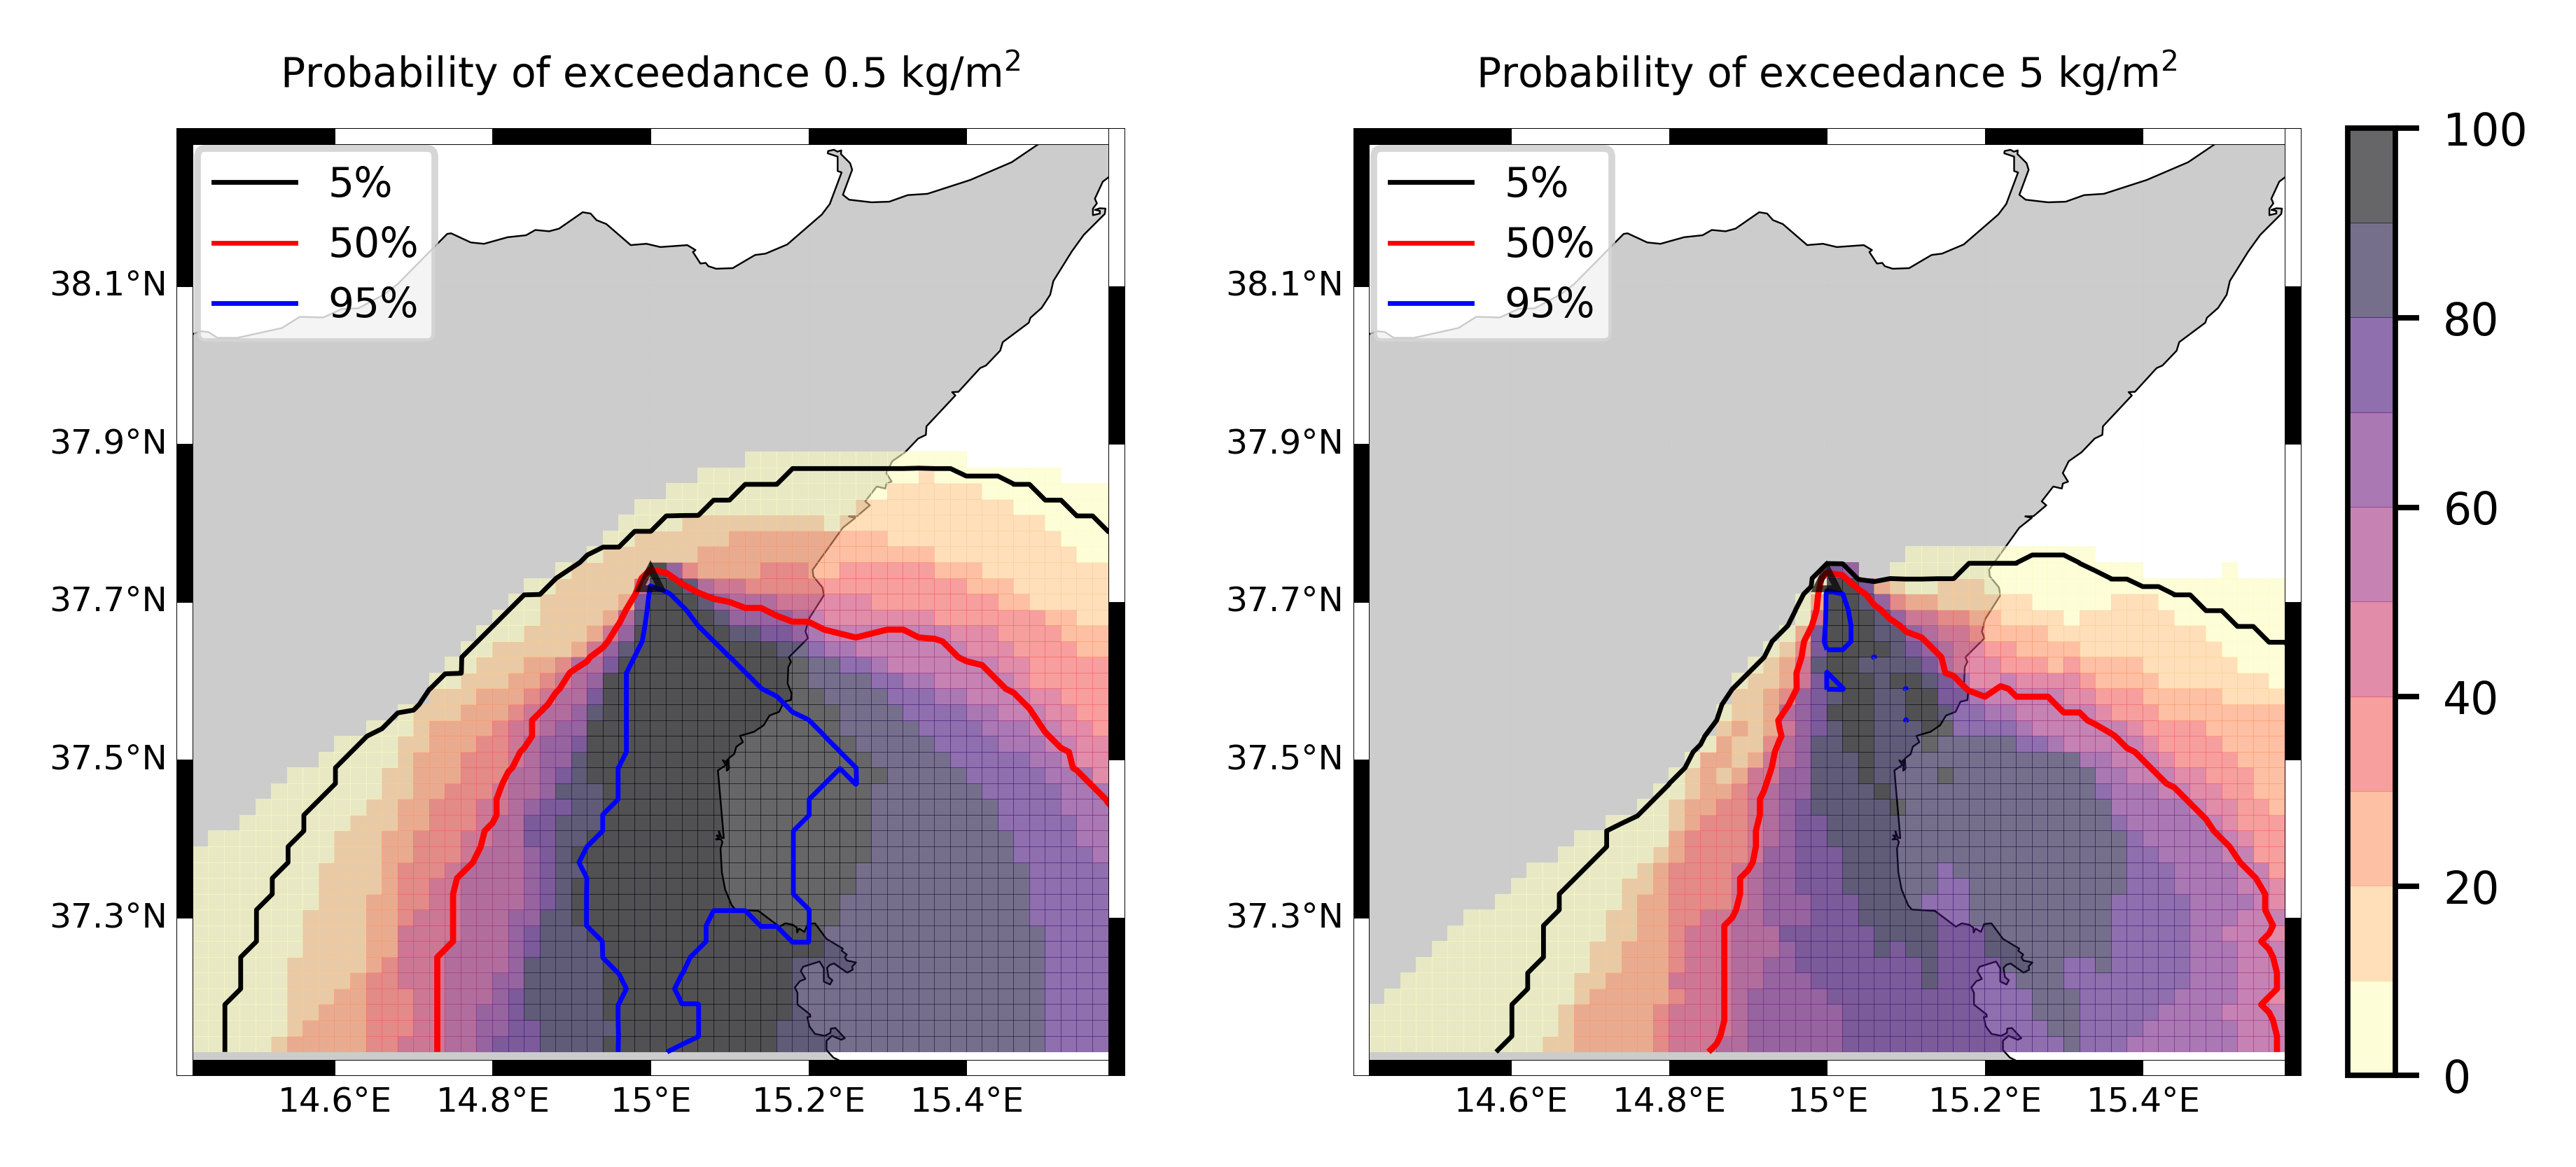 Probability of exceedance 0.5 kg/m²
5%
50%
95%
38.1°N
37.9°N
37.7°N
37.5°N
37.3°N
14.6°E
14.8°E
15°E
15.2°E
15.4°E
Probability of exceedance 5 kg/m²
5%
50%
95%
38.1°N
37.9°N
37.7°N
37.5°N
37.3°N
14.6°E
14.8°E
15°E
15.2°E
15.4°E
100
80
60
40
20
0